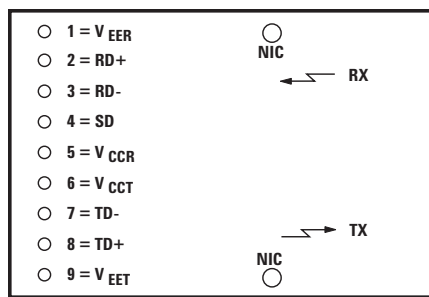 1 = V EER
2 = RD+
3 = RD-
4 = SD
5 = V CCR
6 = V CCT
7 = TD-
8 = TD+
9 = V EET
NIC
RX
TX
NIC